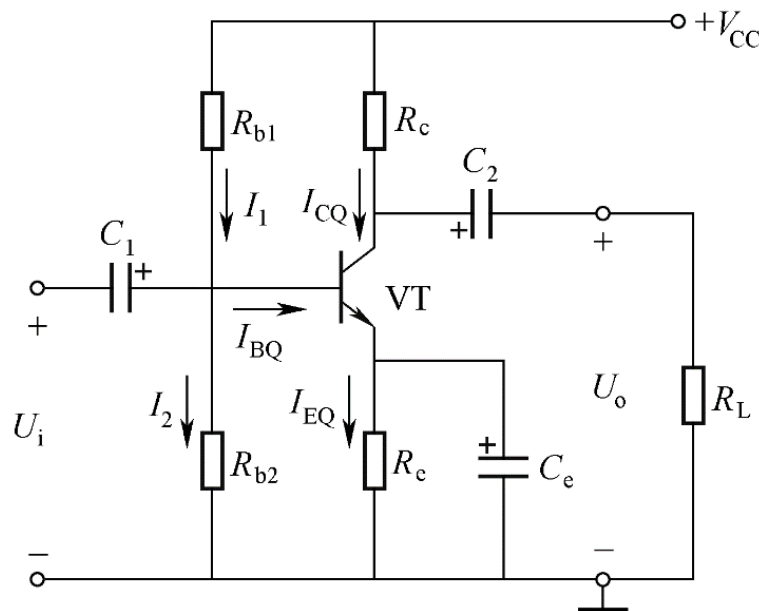 +V_CC
R_b1
R_c
C_2
I_1
I_CQ
+
+
C_1
+
VT
+
I_BQ
I_2
I_EQ
U_o
R_L
U_i
+
R_b2
R_e
C_e
−
−